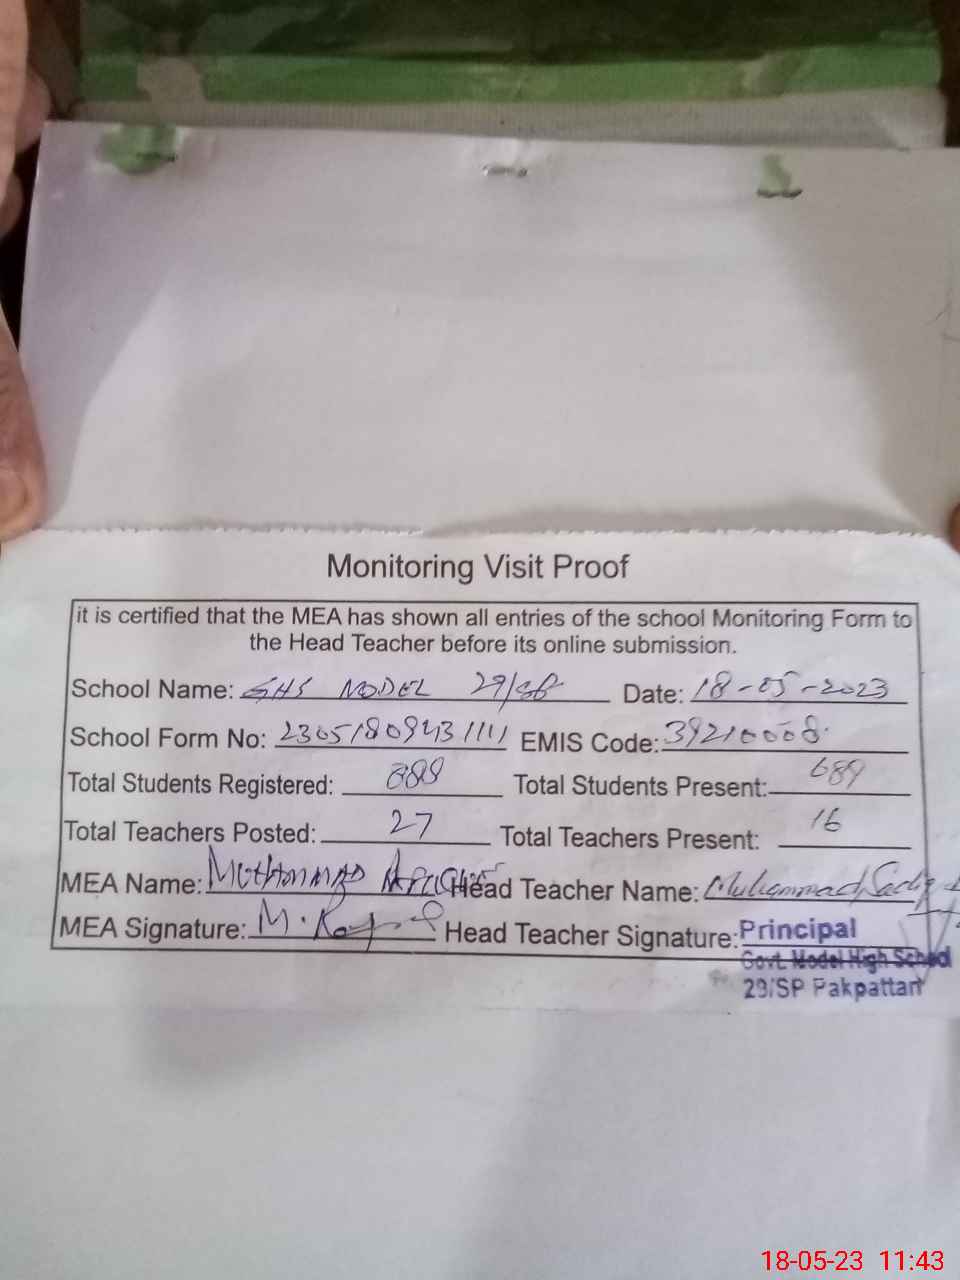 Monitoring Visit Proof
it is certified that the MEA has shown all entries of the school Monitoring Form to
the Head Teacher before its online submission.
School Name: GHS MODEL 29/SP Date: 18-05-2023
School Form No: EMIS Code: 39210008
Total Students Registered: 888 Total Students Present: 689
Total Teachers Posted: 27 Total Teachers Present: 16
MEA Name: Muhammad Head Teacher Name: Muhammad Sadiq
MEA Signature: Head Teacher Signature: Principal
Govt. Model High School
29/SP Pakpattan
18-05-23 11:43